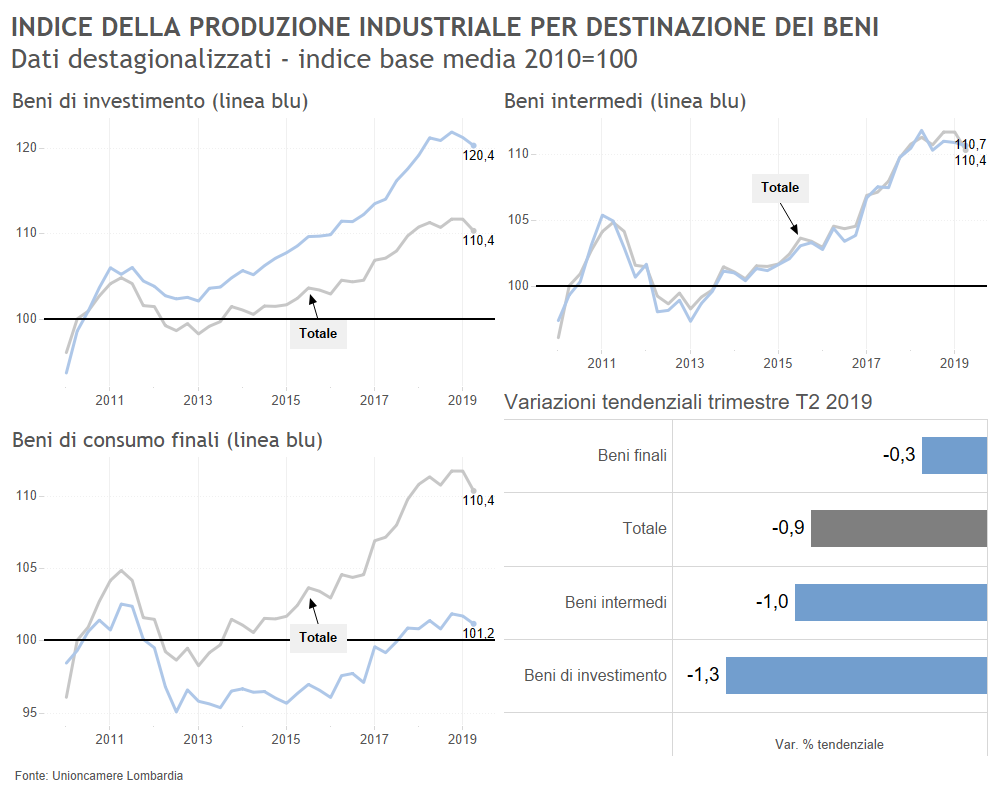 INDICE DELLA PRODUZIONE INDUSTRIALE PER DESTINAZIONE DEI BENI
Dati destagionalizzati - indice base media 2010=100
Beni di investimento (linea blu)
120
110
100
120,4
110,4
Totale
2011 2013 2015 2017 2019
Beni intermedi (linea blu)
110
105
100
110,7
110,4
Totale
2011 2013 2015 2017 2019
Beni di consumo finali (linea blu)
110
105
100
95
110,4
101,2
Totale
2011 2013 2015 2017 2019
Variazioni tendenziali trimestre T2 2019
Beni finali -0,3
Totale -0,9
Beni intermedi -1,0
Beni di investimento -1,3
Var. % tendenziale
Fonte: Unioncamere Lombardia